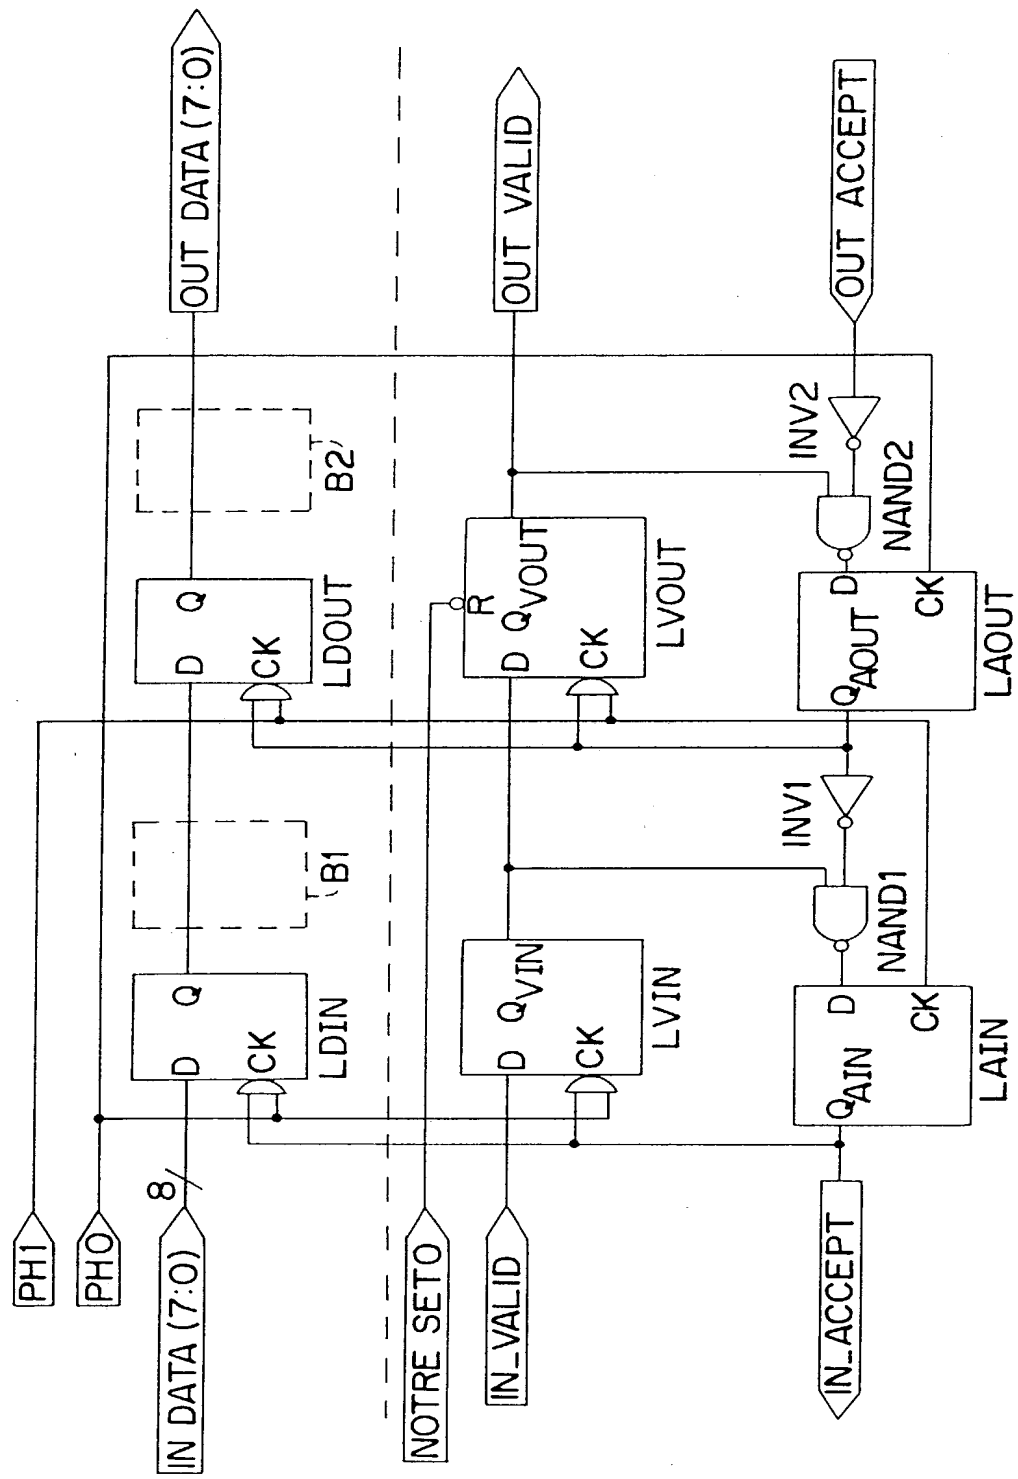 PH1
PH0
IN DATA (7:0)
8
D
Q
CK
LDIN
B1
D
Q
CK
LDOUT
B2
OUT DATA (7:0)
NOTRE SETO
IN_VALID
D
QVIN
CK
LVIN
R
D
QVOUT
CK
LVOUT
OUT VALID
IN_ACCEPT
QAIN
D
CK
LAIN
NAND1
INV1
QAOUT
D
CK
LAOUT
NAND2
INV2
OUT ACCEPT